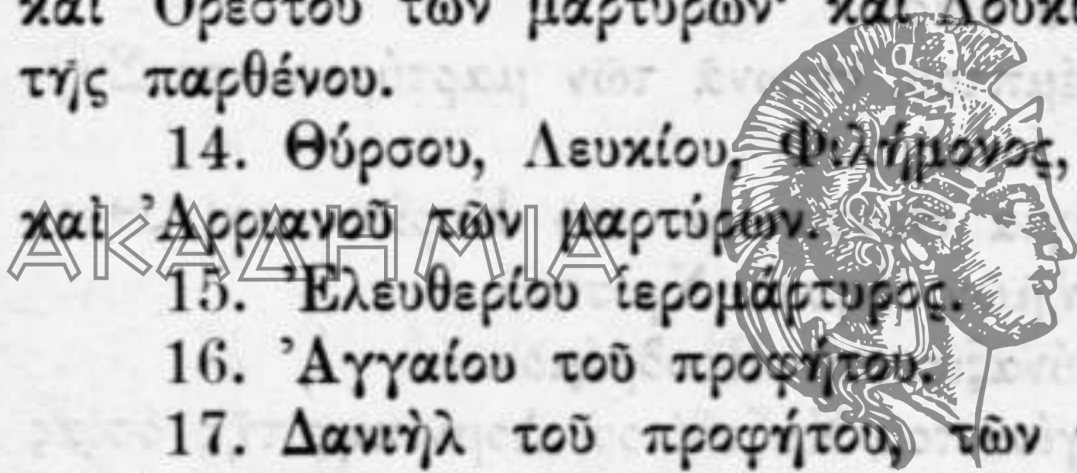 καὶ Ὀρέστου τῶν μαρτύρων· καὶ Λουκι
τῆς παρθένου.
14. Θύρσου, Λευκίου, Φιλήμονος,
καὶ Ἀρριανοῦ τῶν μαρτύρων.
ΑΚΑΔΗΜΙΑ
15. Ἐλευθερίου ἱερομάρτυρος.
16. Ἀγγαίου τοῦ προφήτου.
17. Δανιὴλ τοῦ προφήτου, τῶν